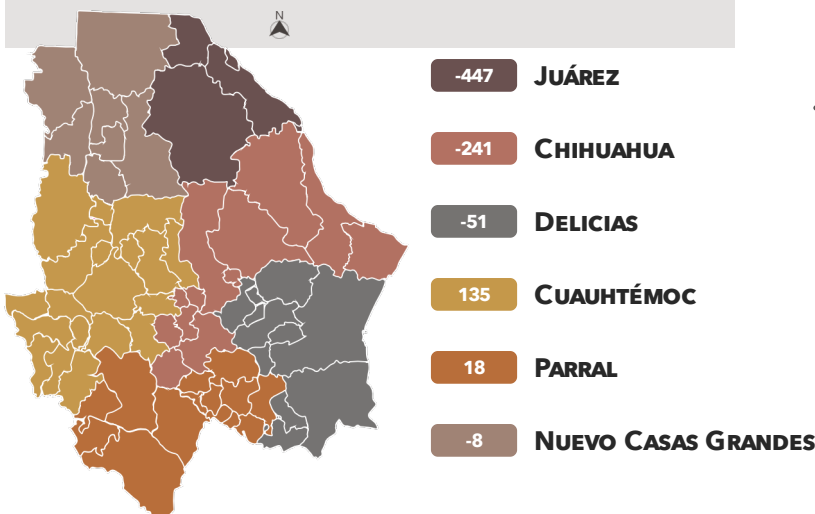 N
-447 JUÁREZ
-241 CHIHUAHUA
-51 DELICIAS
135 CUAUHTÉMOC
18 PARRAL
-8 NUEVO CASAS GRANDES